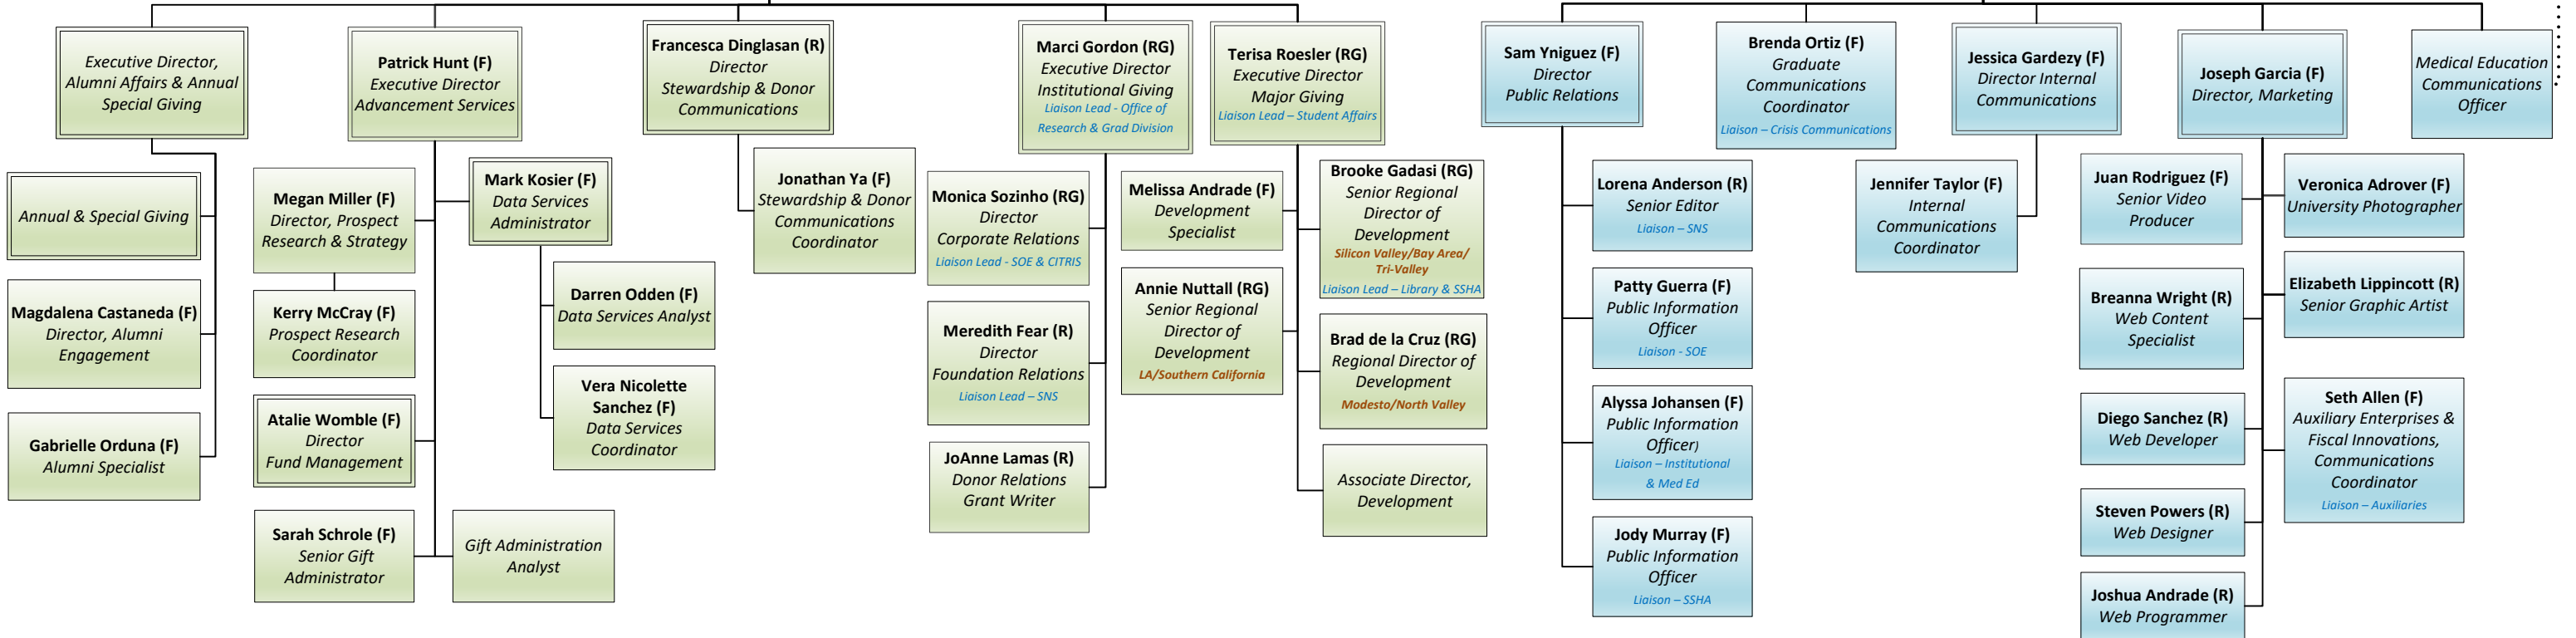 Executive Director,
Alumni Affairs & Annual
Special Giving
Patrick Hunt (F)
Executive Director
Advancement Services
Francesca Dinglasan (R)
Director
Stewardship & Donor
Communications
Marci Gordon (RG)
Executive Director
Institutional Giving
Liaison Lead - Office of
Research & Grad Division
Terisa Roesler (RG)
Executive Director
Major Giving
Liaison Lead – Student Affairs
Sam Yniguez (F)
Director
Public Relations
Brenda Ortiz (F)
Graduate
Communications
Coordinator
Liaison – Crisis Communications
Jessica Gardezy (F)
Director Internal
Communications
Joseph Garcia (F)
Director, Marketing
Medical Education
Communications
Officer
Annual & Special Giving
Magdalena Castaneda (F)
Director, Alumni
Engagement
Gabrielle Orduna (F)
Alumni Specialist
Megan Miller (F)
Director, Prospect
Research & Strategy
Kerry McCray (F)
Prospect Research
Coordinator
Atalie Womble (F)
Director
Fund Management
Sarah Schrole (F)
Senior Gift
Administrator
Mark Kosier (F)
Data Services
Administrator
Darren Odden (F)
Data Services Analyst
Vera Nicolette
Sanchez (F)
Data Services
Coordinator
Gift Administration
Analyst
Jonathan Ya (F)
Stewardship & Donor
Communications
Coordinator
Monica Sozinho (RG)
Director
Corporate Relations
Liaison Lead - SOE & CITRIS
Meredith Fear (R)
Director
Foundation Relations
Liaison Lead – SNS
JoAnne Lamas (R)
Donor Relations
Grant Writer
Melissa Andrade (F)
Development
Specialist
Annie Nuttall (RG)
Senior Regional
Director of
Development
LA/Southern California
Brooke Gadasi (RG)
Senior Regional
Director of
Development
Silicon Valley/Bay Area/
Tri-Valley
Liaison Lead – Library & SSHA
Brad de la Cruz (RG)
Regional Director of
Development
Modesto/North Valley
Associate Director,
Development
Lorena Anderson (R)
Senior Editor
Liaison – SNS
Patty Guerra (F)
Public Information
Officer
Liaison - SOE
Alyssa Johansen (F)
Public Information
Officer)
Liaison – Institutional
& Med Ed
Jody Murray (F)
Public Information
Officer
Liaison – SSHA
Jennifer Taylor (F)
Internal
Communications
Coordinator
Juan Rodriguez (F)
Senior Video
Producer
Breanna Wright (R)
Web Content
Specialist
Diego Sanchez (R)
Web Developer
Steven Powers (R)
Web Designer
Joshua Andrade (R)
Web Programmer
Veronica Adrover (F)
University Photographer
Elizabeth Lippincott (R)
Senior Graphic Artist
Seth Allen (F)
Auxiliary Enterprises &
Fiscal Innovations,
Communications
Coordinator
Liaison – Auxiliaries